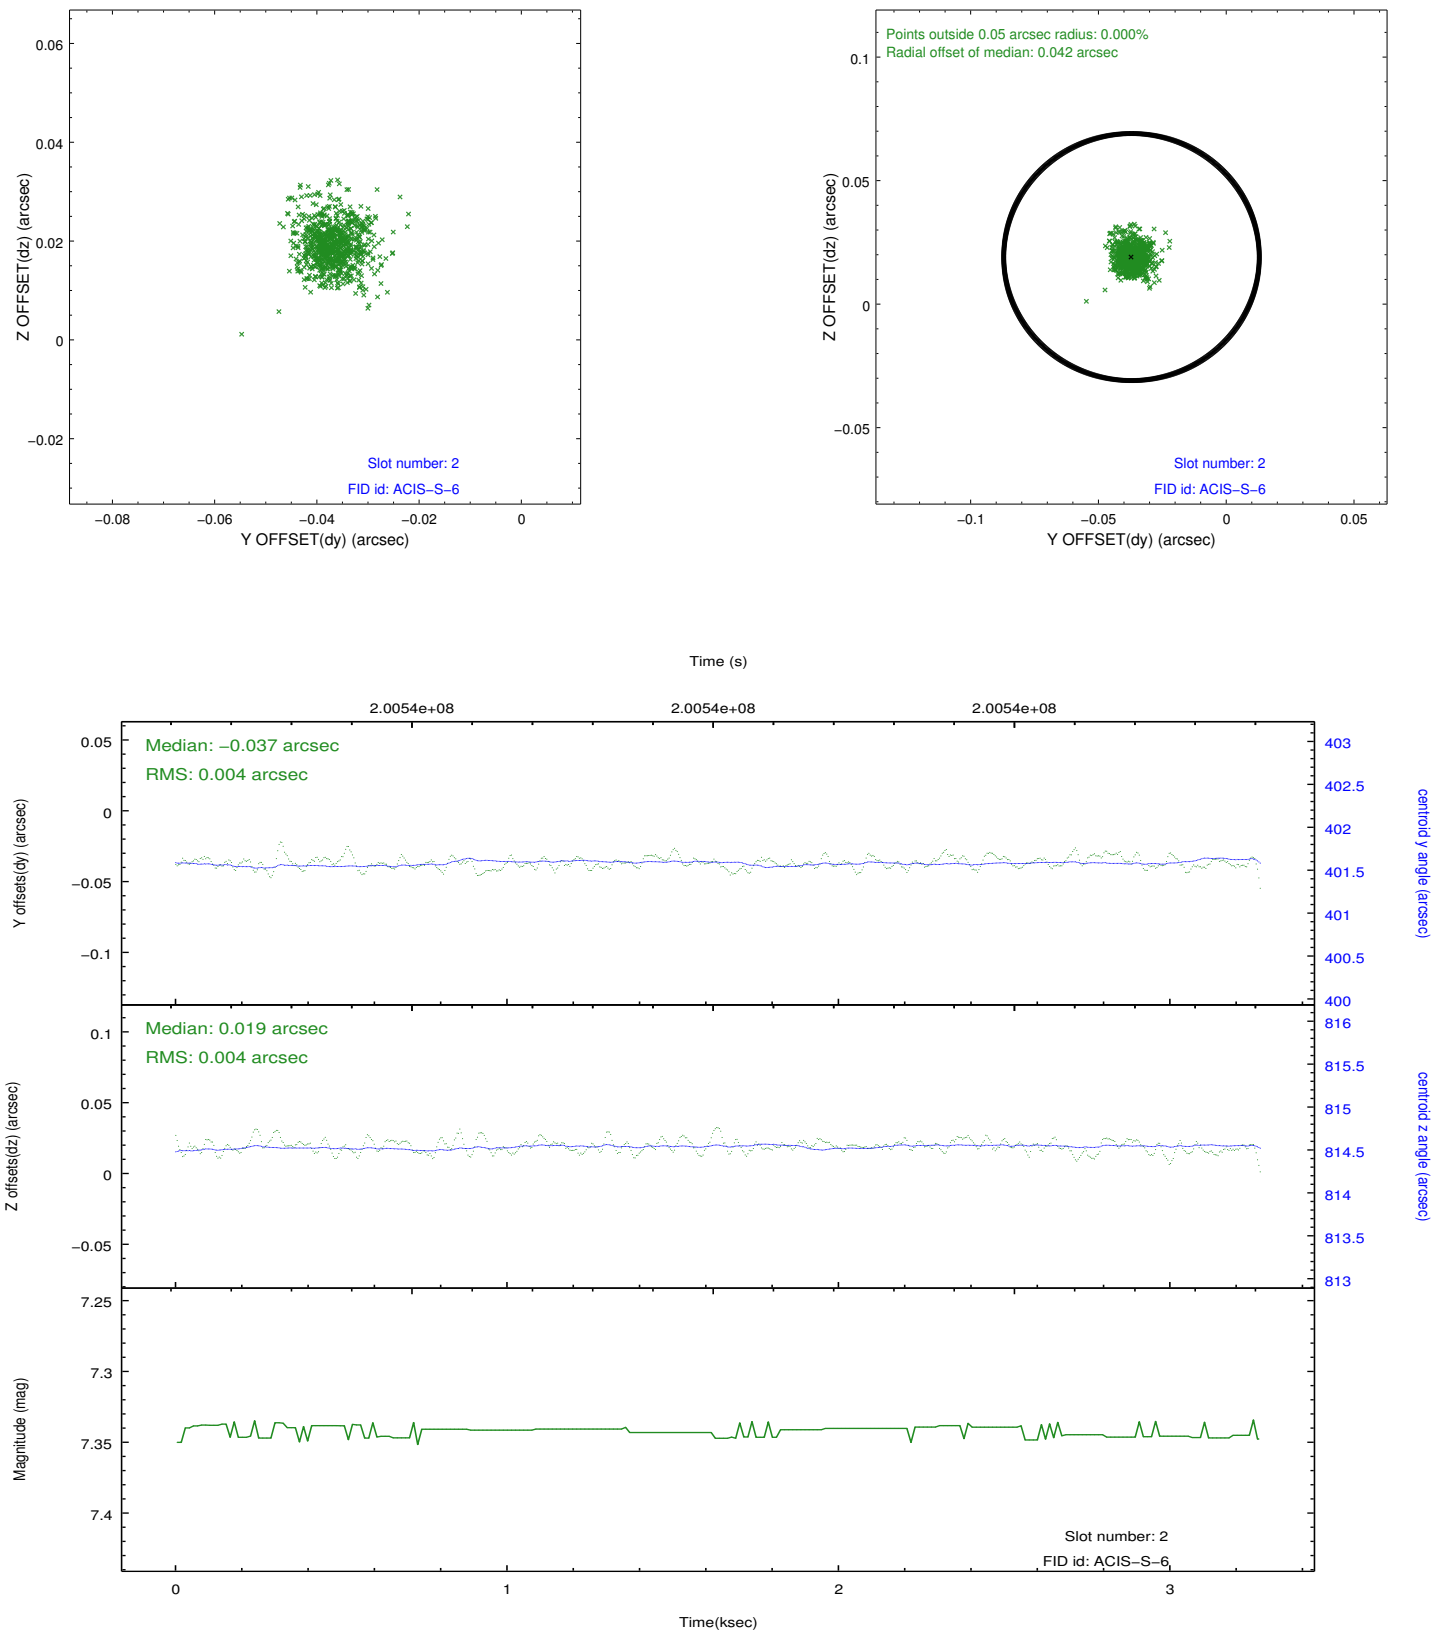 0.06
0.04
0.02
0
−0.02
Z OFFSET(dz) (arcsec)
Slot number: 2
FID id: ACIS−S−6
−0.08 −0.06 −0.04 −0.02 0
Y OFFSET(dy) (arcsec)
Points outside 0.05 arcsec radius: 0.000%
Radial offset of median: 0.042 arcsec
0.1
0.05
0
−0.05
Z OFFSET(dz) (arcsec)
Slot number: 2
FID id: ACIS−S−6
−0.1 −0.05 0 0.05
Y OFFSET(dy) (arcsec)
Time (s)
2.0054e+08 2.0054e+08 2.0054e+08
Median: −0.037 arcsec
RMS: 0.004 arcsec
0.05
0
−0.05
−0.1
Y offsets(dy) (arcsec)
403
402.5
402
401.5
401
400.5
400
centroid y angle (arcsec)
Median: 0.019 arcsec
RMS: 0.004 arcsec
0.1
0.05
0
−0.05
Z offsets(dz) (arcsec)
816
815.5
815
814.5
814
813.5
813
centroid z angle (arcsec)
7.25
7.3
7.35
7.4
Magnitude (mag)
Slot number: 2
FID id: ACIS−S−6
0 1 2 3
Time(ksec)